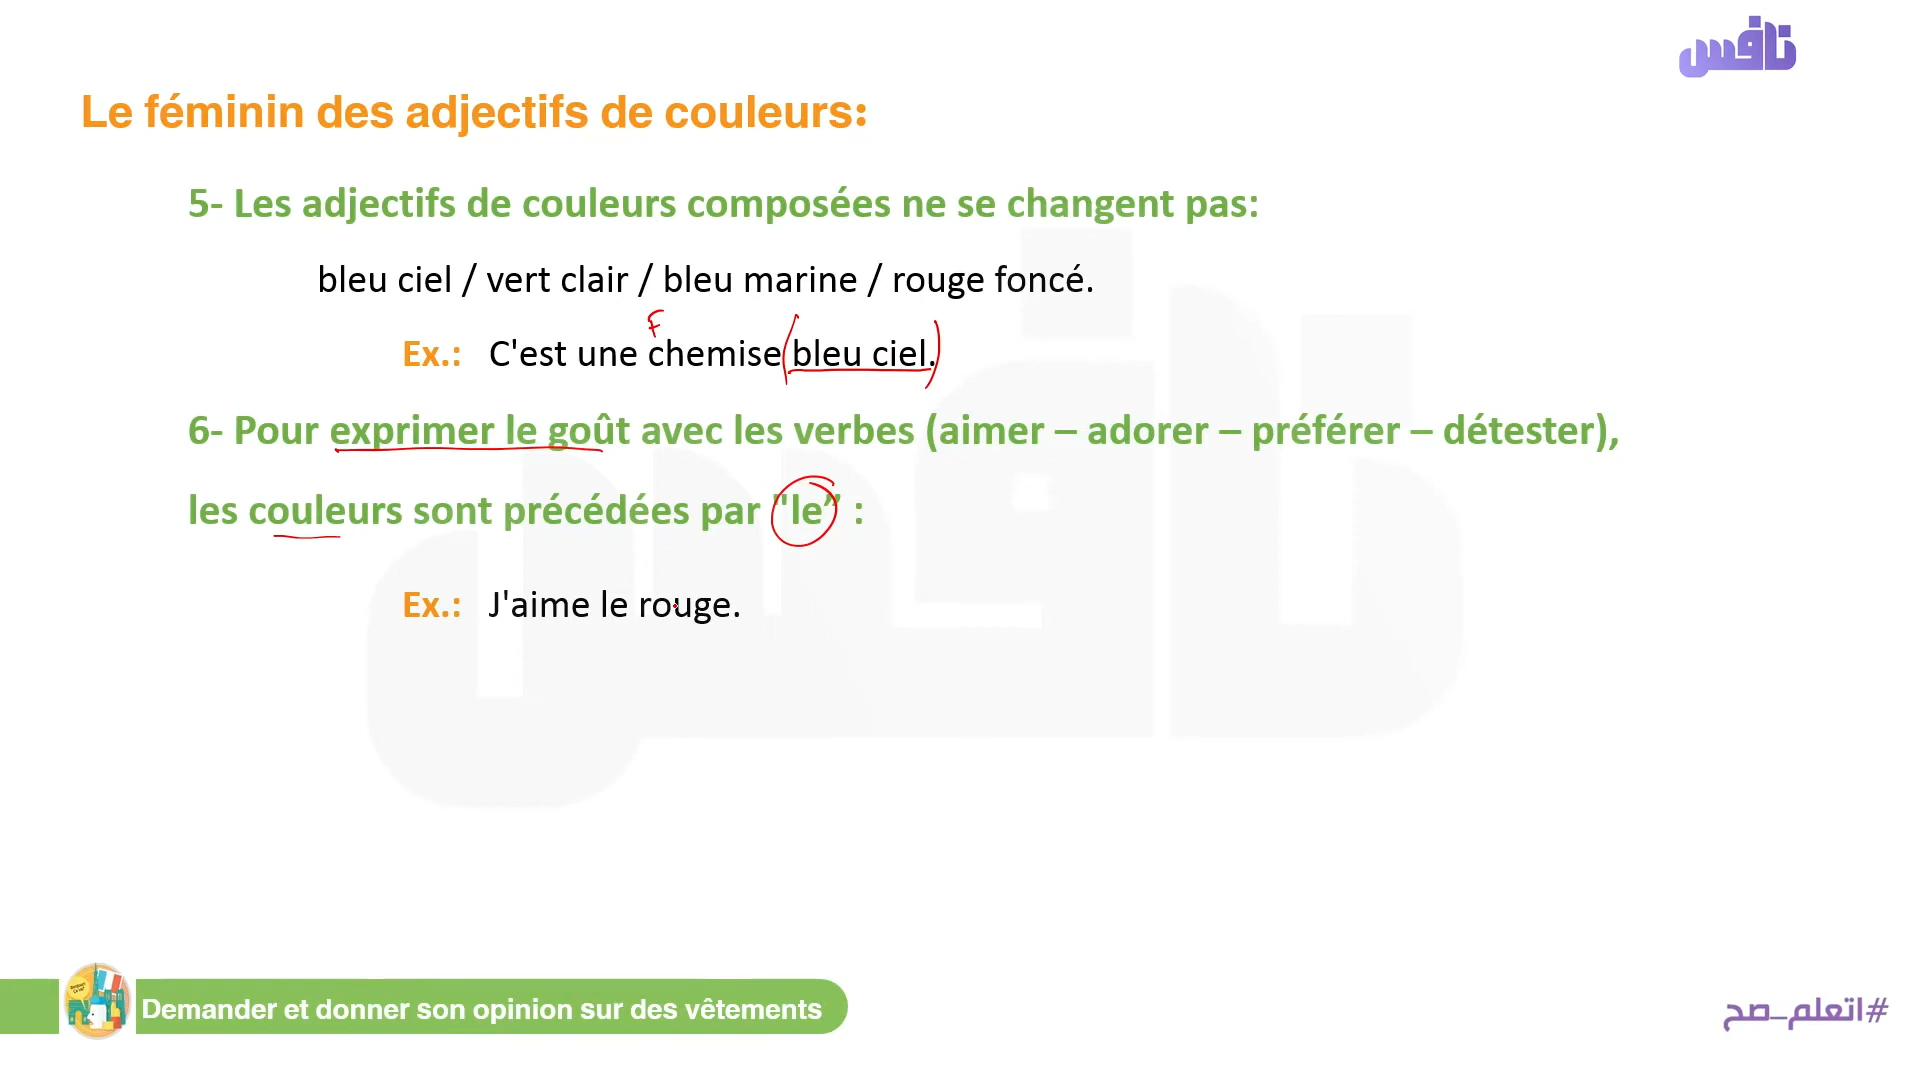 نافس
Le féminin des adjectifs de couleurs:
5- Les adjectifs de couleurs composées ne se changent pas:
bleu ciel / vert clair / bleu marine / rouge foncé.
F
Ex.: C'est une chemise (bleu ciel.)
6- Pour exprimer le goût avec les verbes (aimer – adorer – préférer – détester),
les couleurs sont précédées par "le” :
Ex.: J'aime le rouge.
Demander et donner son opinion sur des vêtements
#اتعلم_صح